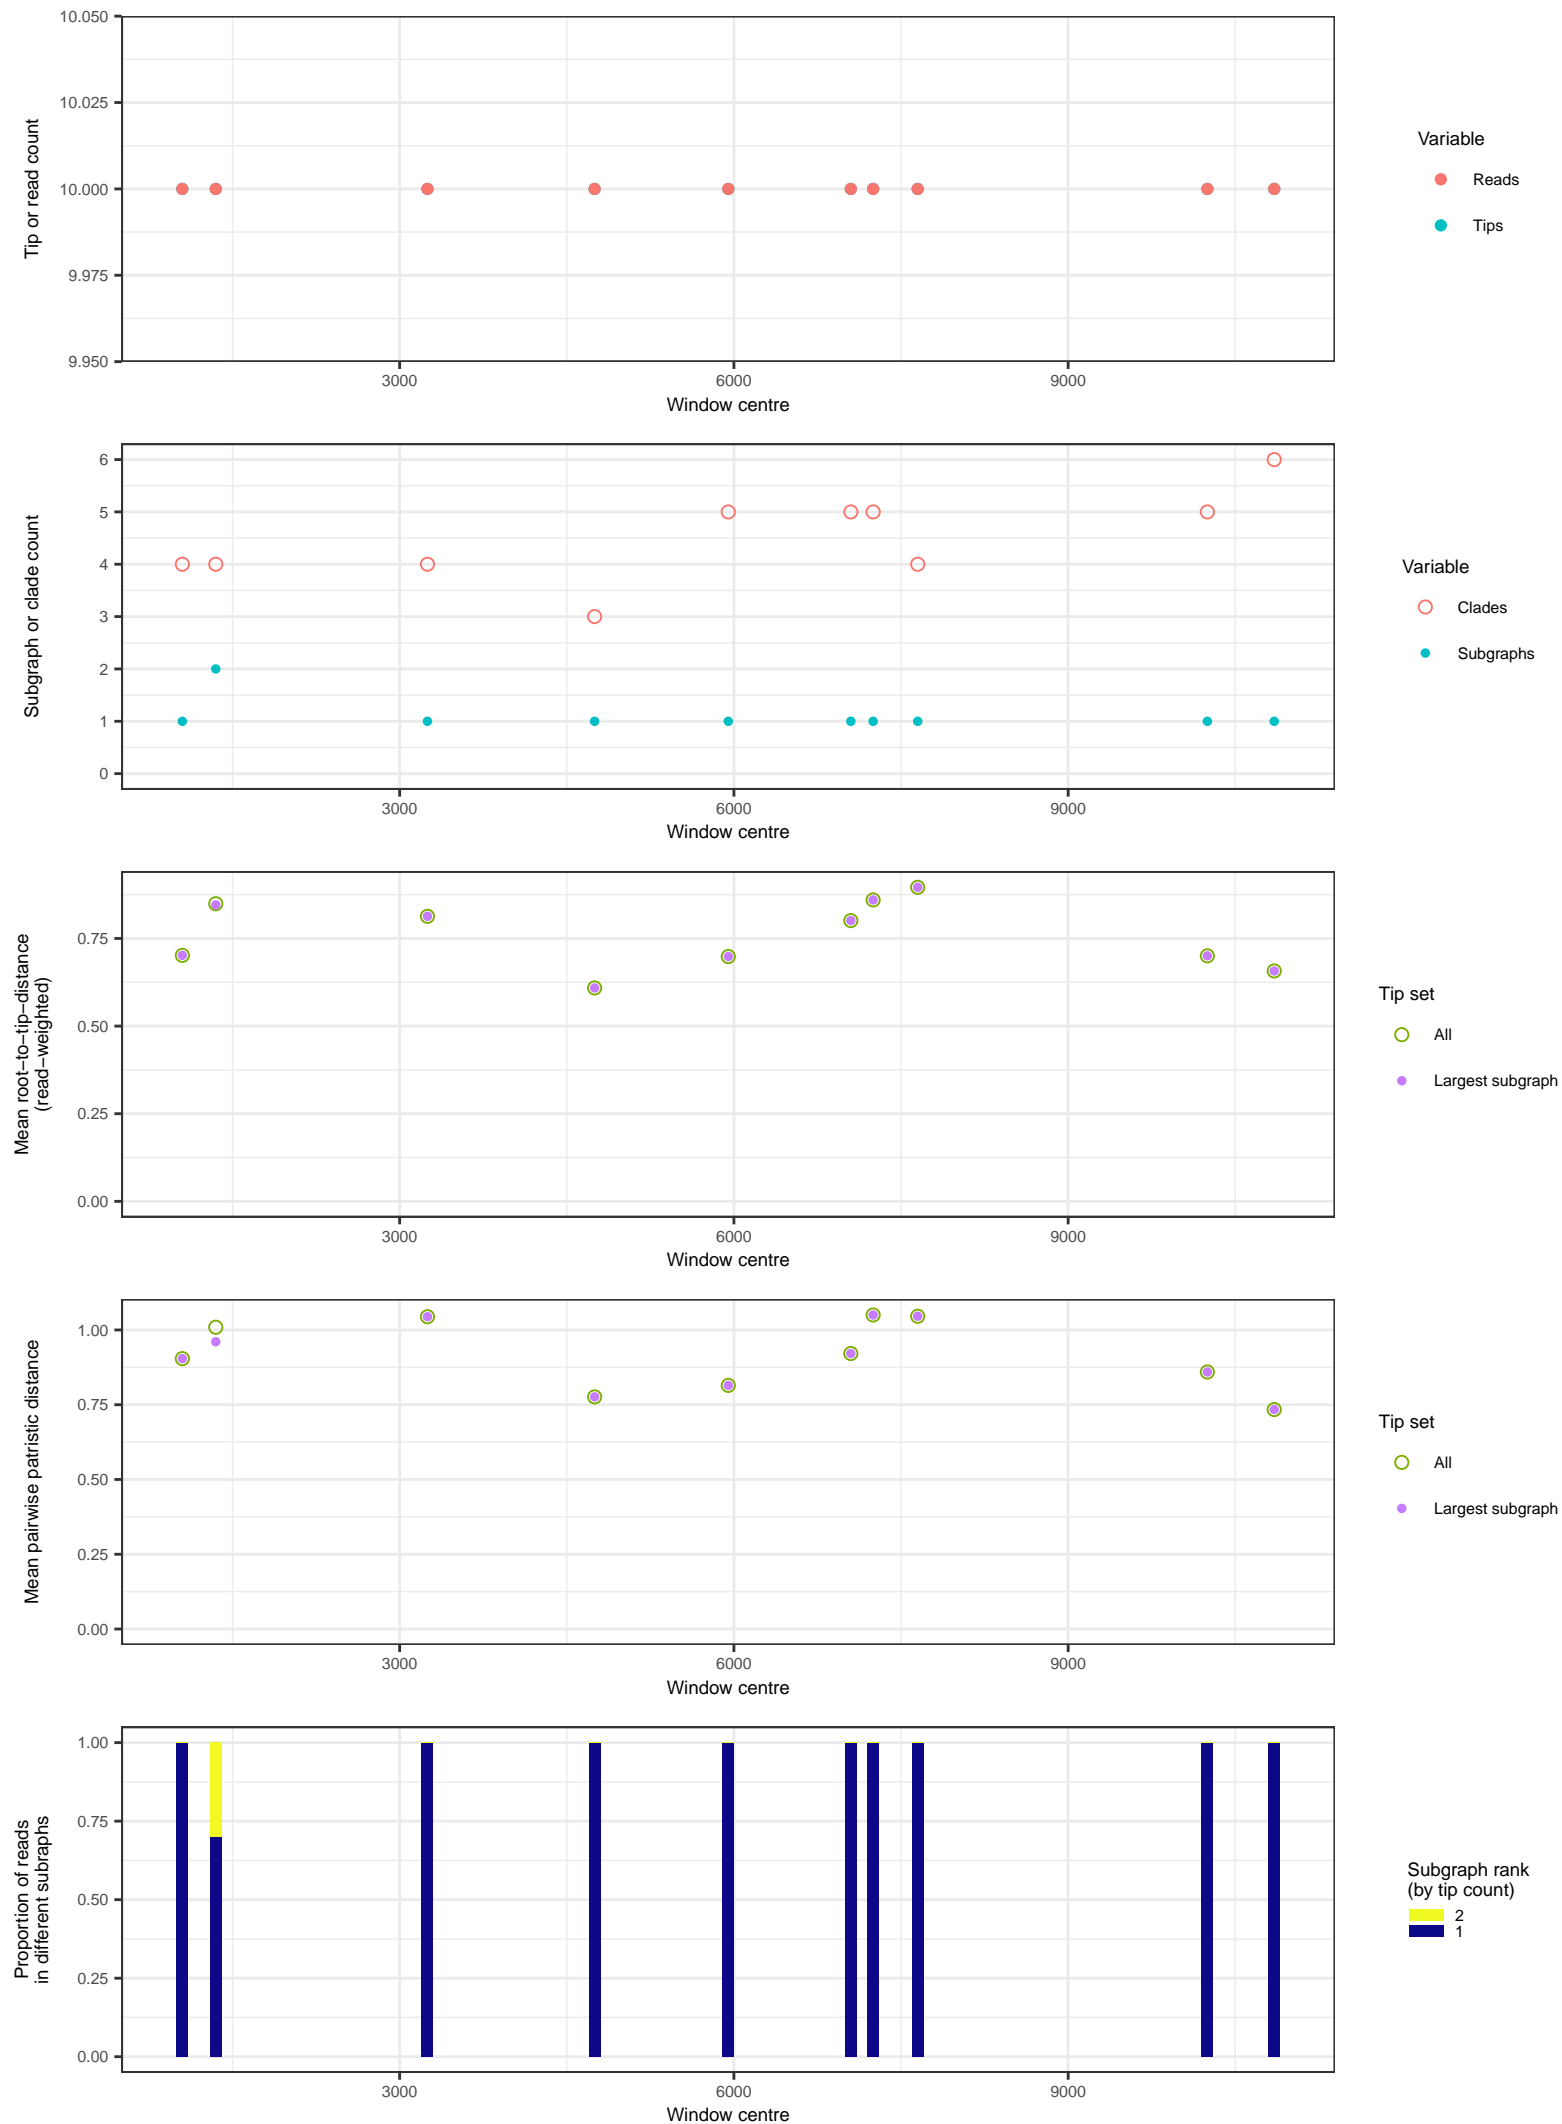 10.050
10.025
10.000
9.975
9.950
Tip or read count
3000 6000 9000
Window centre
Variable
Reads
Tips
6
5
4
3
2
1
0
Subgraph or clade count
3000 6000 9000
Window centre
Variable
Clades
Subgraphs
0.75
0.50
0.25
0.00
Mean root−to−tip−distance
(read−weighted)
3000 6000 9000
Window centre
Tip set
All
Largest subgraph
1.00
0.75
0.50
0.25
0.00
Mean pairwise patristic distance
3000 6000 9000
Window centre
Tip set
All
Largest subgraph
1.00
0.75
0.50
0.25
0.00
Proportion of reads
in different subraphs
3000 6000 9000
Window centre
Subgraph rank
(by tip count)
2
1